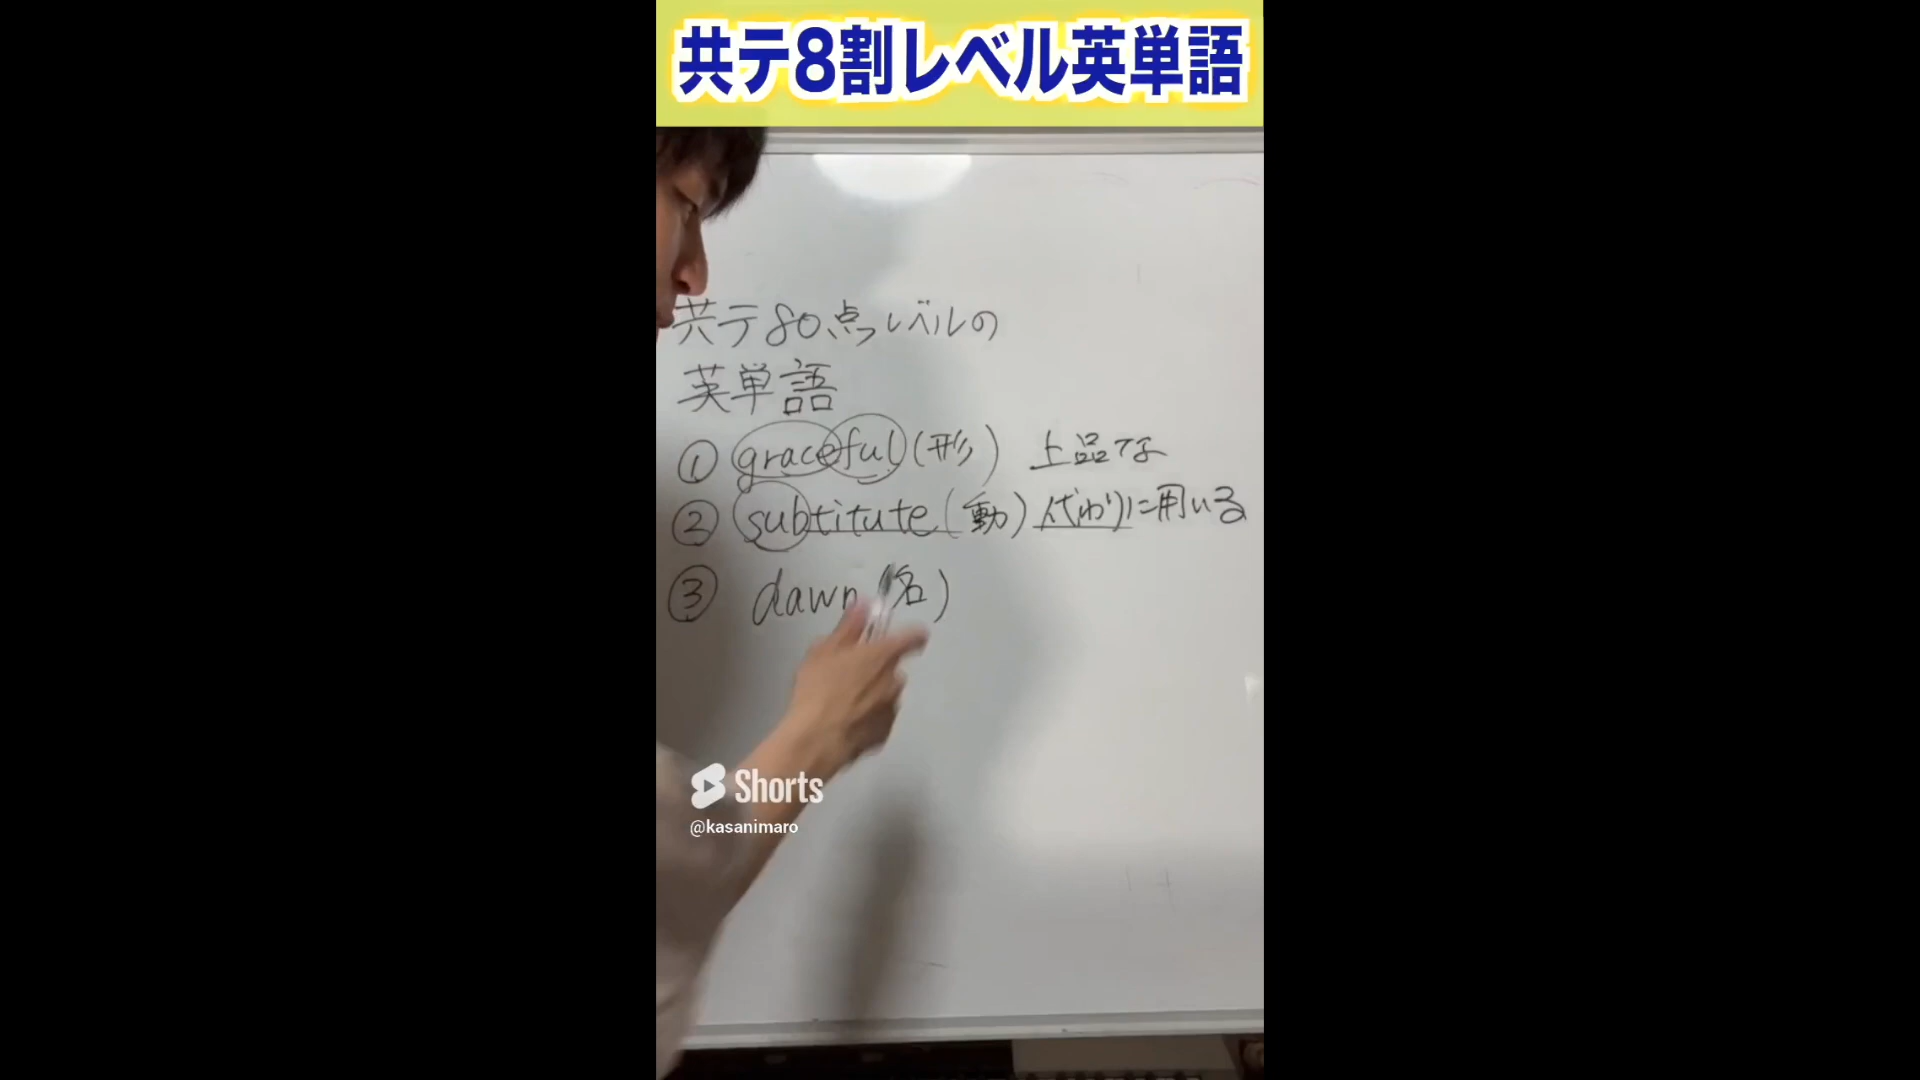 共テ8割レベル英単語
共テ80点レベルの
英単語
① graceful (形) 上品な
② subtitute (動) 代わりに用いる
③ dawn (名)
Shorts
@kasanimaro